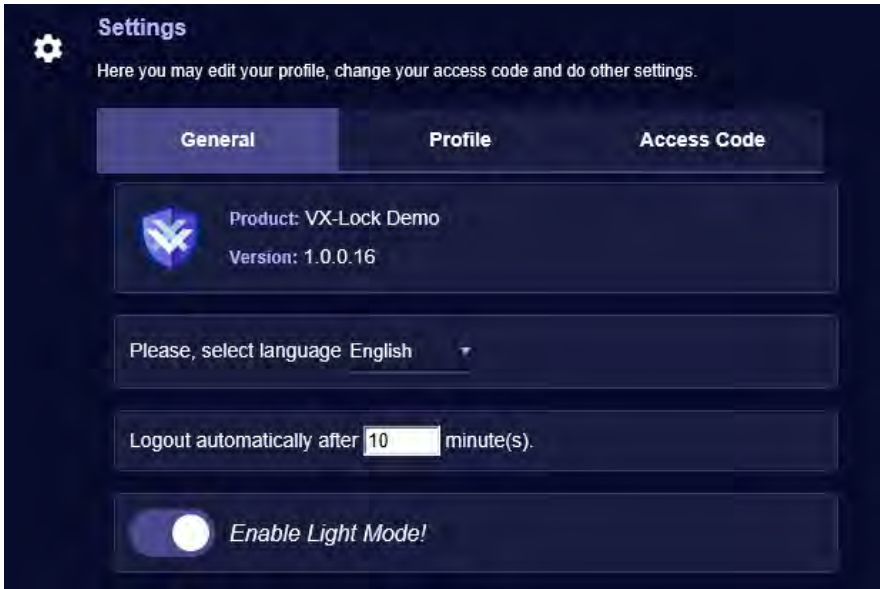 Settings
Here you may edit your profile, change your access code and do other settings.
General Profile Access Code
Product: VX-Lock Demo
Version: 1.0.0.16
Please, select language English
Logout automatically after 10 minute(s).
Enable Light Mode!